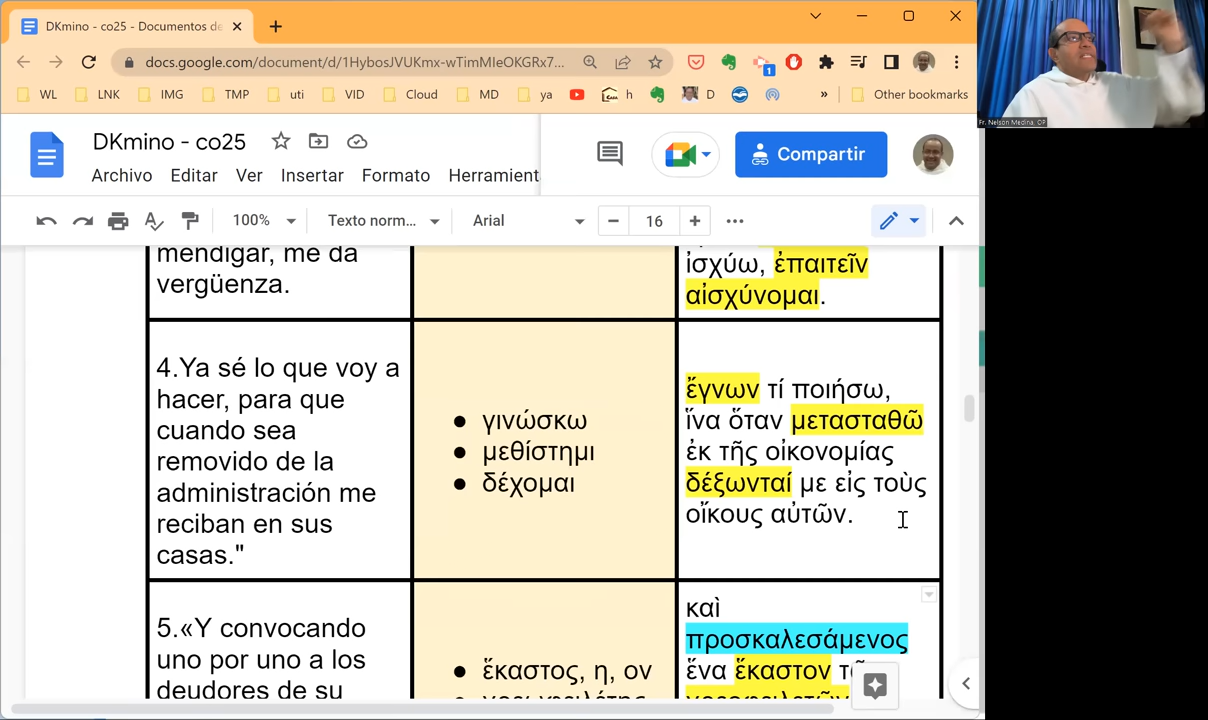 DKmino - co25 - Documentos de
docs.google.com/document/d/1HybosJVUKmx-wTimMIeOKGRx7...
WL LNK IMG TMP uti VID Cloud MD ya h D » Other bookmarks
Fr. Nelson Medina, OP
DKmino - co25
Compartir
Archivo Editar Ver Insertar Formato Herramient
100% Texto norm... Arial 16
mendigar, me da
vergüenza.
ἰσχύω, ἐπαιτεῖν
αἰσχύνομαι.
4.Ya sé lo que voy a
hacer, para que
cuando sea
removido de la
administración me
reciban en sus
casas."
● γινώσκω
● μεθίστημι
● δέχομαι
ἔγνων τί ποιήσω,
ἵνα ὅταν μετασταθῶ
ἐκ τῆς οἰκονομίας
δέξωνταί με εἰς τοὺς
οἴκους αὐτῶν.
5.«Y convocando
uno por uno a los
deudores de su
● ἕκαστος, η, ον
καὶ
προσκαλεσάμενος
ἕνα ἕκαστον